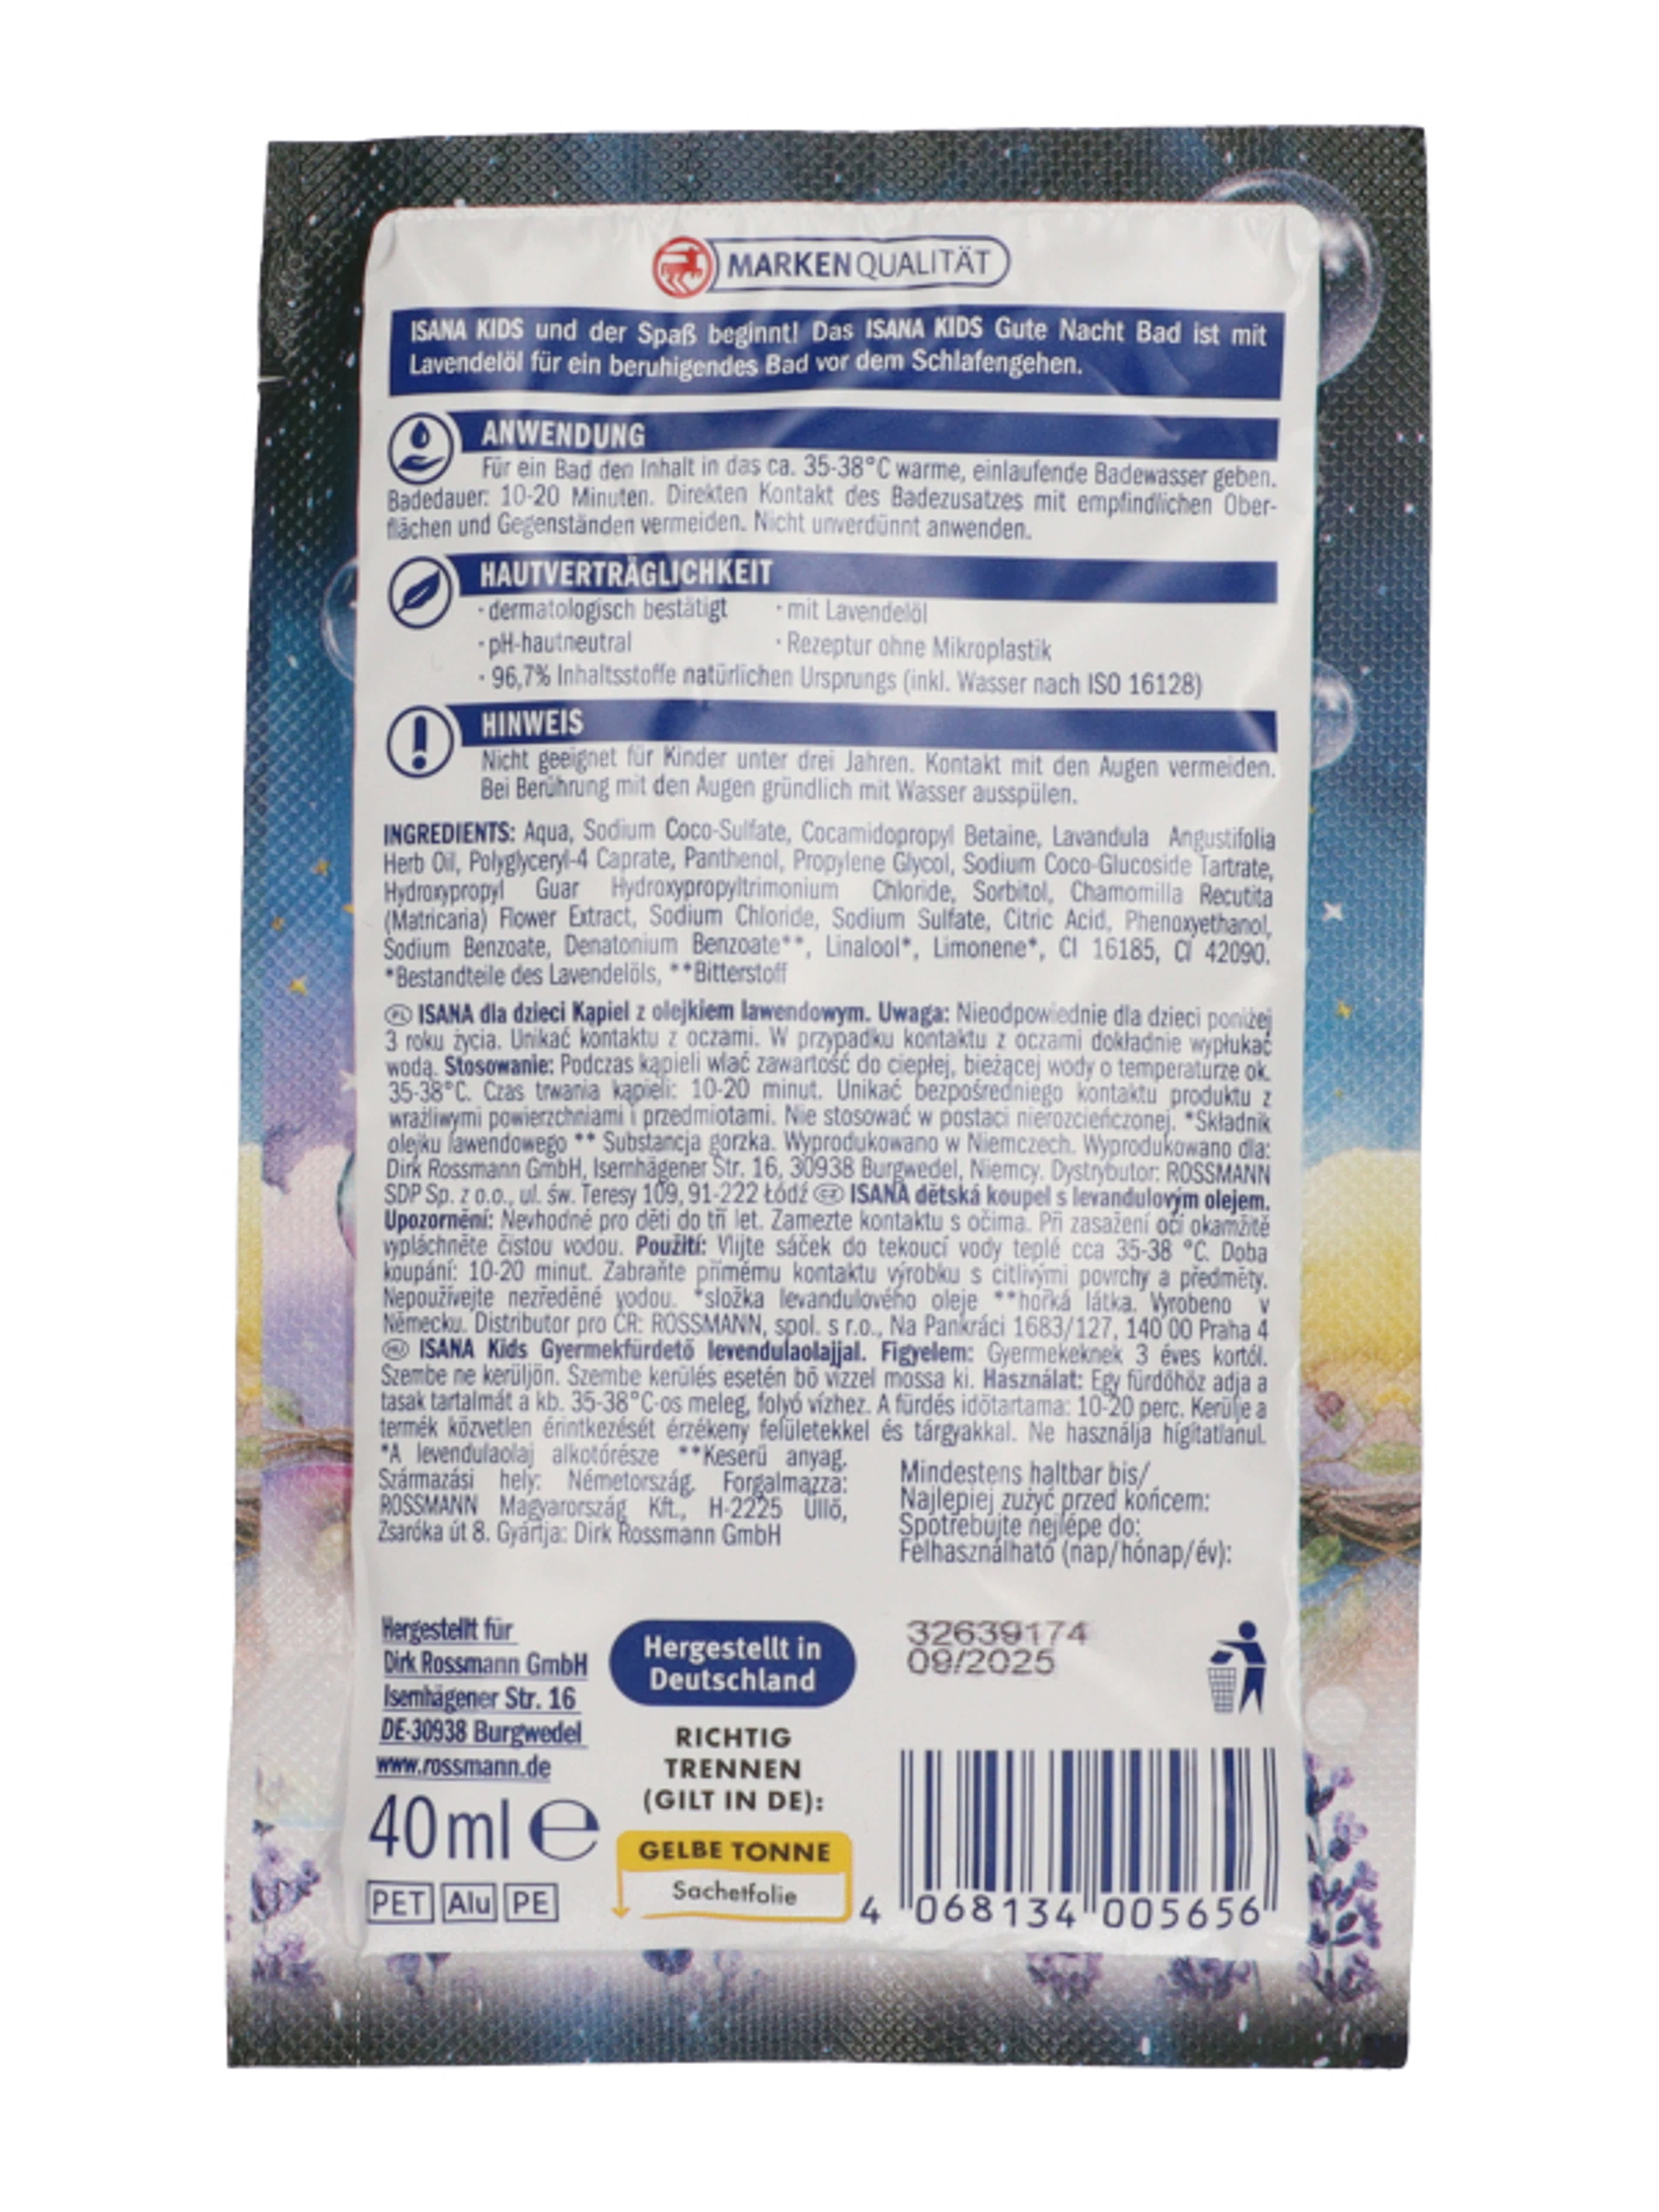 MARKENQUALITÄT
ISANA KIDS und der Spaß beginnt! Das ISANA KIDS Gute Nacht Bad ist mit
Lavendelöl für ein beruhigendes Bad vor dem Schlafengehen.
ANWENDUNG
Für ein Bad den Inhalt in das ca. 35-38°C warme, einlaufende Badewasser geben.
Badedauer: 10-20 Minuten. Direkten Kontakt des Badezusatzes mit empfindlichen Ober-
flächen und Gegenständen vermeiden. Nicht unverdünnt anwenden.
HAUTVERTRÄGLICHKEIT
· dermatologisch bestätigt · mit Lavendelöl
· pH-hautneutral · Rezeptur ohne Mikroplastik
· 96,7% Inhaltsstoffe natürlichen Ursprungs (inkl. Wasser nach ISO 16128)
HINWEIS
Nicht geeignet für Kinder unter drei Jahren. Kontakt mit den Augen vermeiden.
Bei Berührung mit den Augen gründlich mit Wasser ausspülen.
INGREDIENTS: Aqua, Sodium Coco-Sulfate, Cocamidopropyl Betaine, Lavandula Angustifolia
Herb Oil, Polyglyceryl-4 Caprate, Panthenol, Propylene Glycol, Sodium Coco-Glucoside Tartrate,
Hydroxypropyl Guar Hydroxypropyltrimonium Chloride, Sorbitol, Chamomilla Recutita
(Matricaria) Flower Extract, Sodium Chloride, Sodium Sulfate, Citric Acid, Phenoxyethanol,
Sodium Benzoate, Denatonium Benzoate**, Linalool*, Limonene*, CI 16185, CI 42090.
*Bestandteile des Lavendelöls, **Bitterstoff
PL ISANA dla dzieci Kąpiel z olejkiem lawendowym. Uwaga: Nieodpowiednie dla dzieci poniżej
3 roku życia. Unikać kontaktu z oczami. W przypadku kontaktu z oczami dokładnie wypłukać
wodą. Stosowanie: Podczas kąpieli wlać zawartość do ciepłej, bieżącej wody o temperaturze ok.
35-38°C. Czas trwania kąpieli: 10-20 minut. Unikać bezpośredniego kontaktu produktu z
wrażliwymi powierzchniami i przedmiotami. Nie stosować w postaci nierozcieńczonej. *Składnik
olejku lawendowego ** Substancja gorzka. Wyprodukowano w Niemczech. Wyprodukowano dla:
Dirk Rossmann GmbH, Isernhägener Str. 16, 30938 Burgwedel, Niemcy. Dystrybutor: ROSSMANN
SDP Sp. z o.o., ul. św. Teresy 109, 91-222 Łódź CZ ISANA dětská koupel s levandulovým olejem.
Upozornění: Nevhodné pro děti do tří let. Zamezte kontaktu s očima. Při zasažení očí okamžitě
vypláchněte čistou vodou. Použití: Vlijte sáček do tekoucí vody teplé cca 35-38 °C. Doba
koupání: 10-20 minut. Zabraňte přímému kontaktu výrobku s citlivými povrchy a předměty.
Nepoužívejte nezředěné vodou. *složka levandulového oleje **hořká látka. Vyrobeno v
Německu. Distributor pro ČR: ROSSMANN, spol. s r.o., Na Pankráci 1683/127, 140 00 Praha 4
HU ISANA Kids Gyermekfürdető levendulaolajjal. Figyelem: Gyermekeknek 3 éves kortól.
Szembe ne kerüljön. Szembe kerülés esetén bő vízzel mossa ki. Használat: Egy fürdőhöz adja a
tasak tartalmát a kb. 35-38°C-os meleg, folyó vízhez. A fürdés időtartama: 10-20 perc. Kerülje a
termék közvetlen érintkezését érzékeny felületekkel és tárgyakkal. Ne használja hígítatlanul.
*A levendulaolaj alkotórésze **Keserű anyag.
Származási hely: Németország. Forgalmazza:
ROSSMANN Magyarország Kft., H-2225 Üllő,
Zsaróka út 8. Gyártja: Dirk Rossmann GmbH
Mindestens haltbar bis/
Najlepiej zużyć przed końcem:
Spotřebujte nejlépe do:
Felhasználható (nap/hónap/év):
Hergestellt für
Dirk Rossmann GmbH
Isernhägener Str. 16
DE-30938 Burgwedel
www.rossmann.de
40 ml e
PET Alu PE
Hergestellt in
Deutschland
RICHTIG
TRENNEN
(GILT IN DE):
GELBE TONNE
Sachetfolie
32639174
09/2025
4 068134 005656